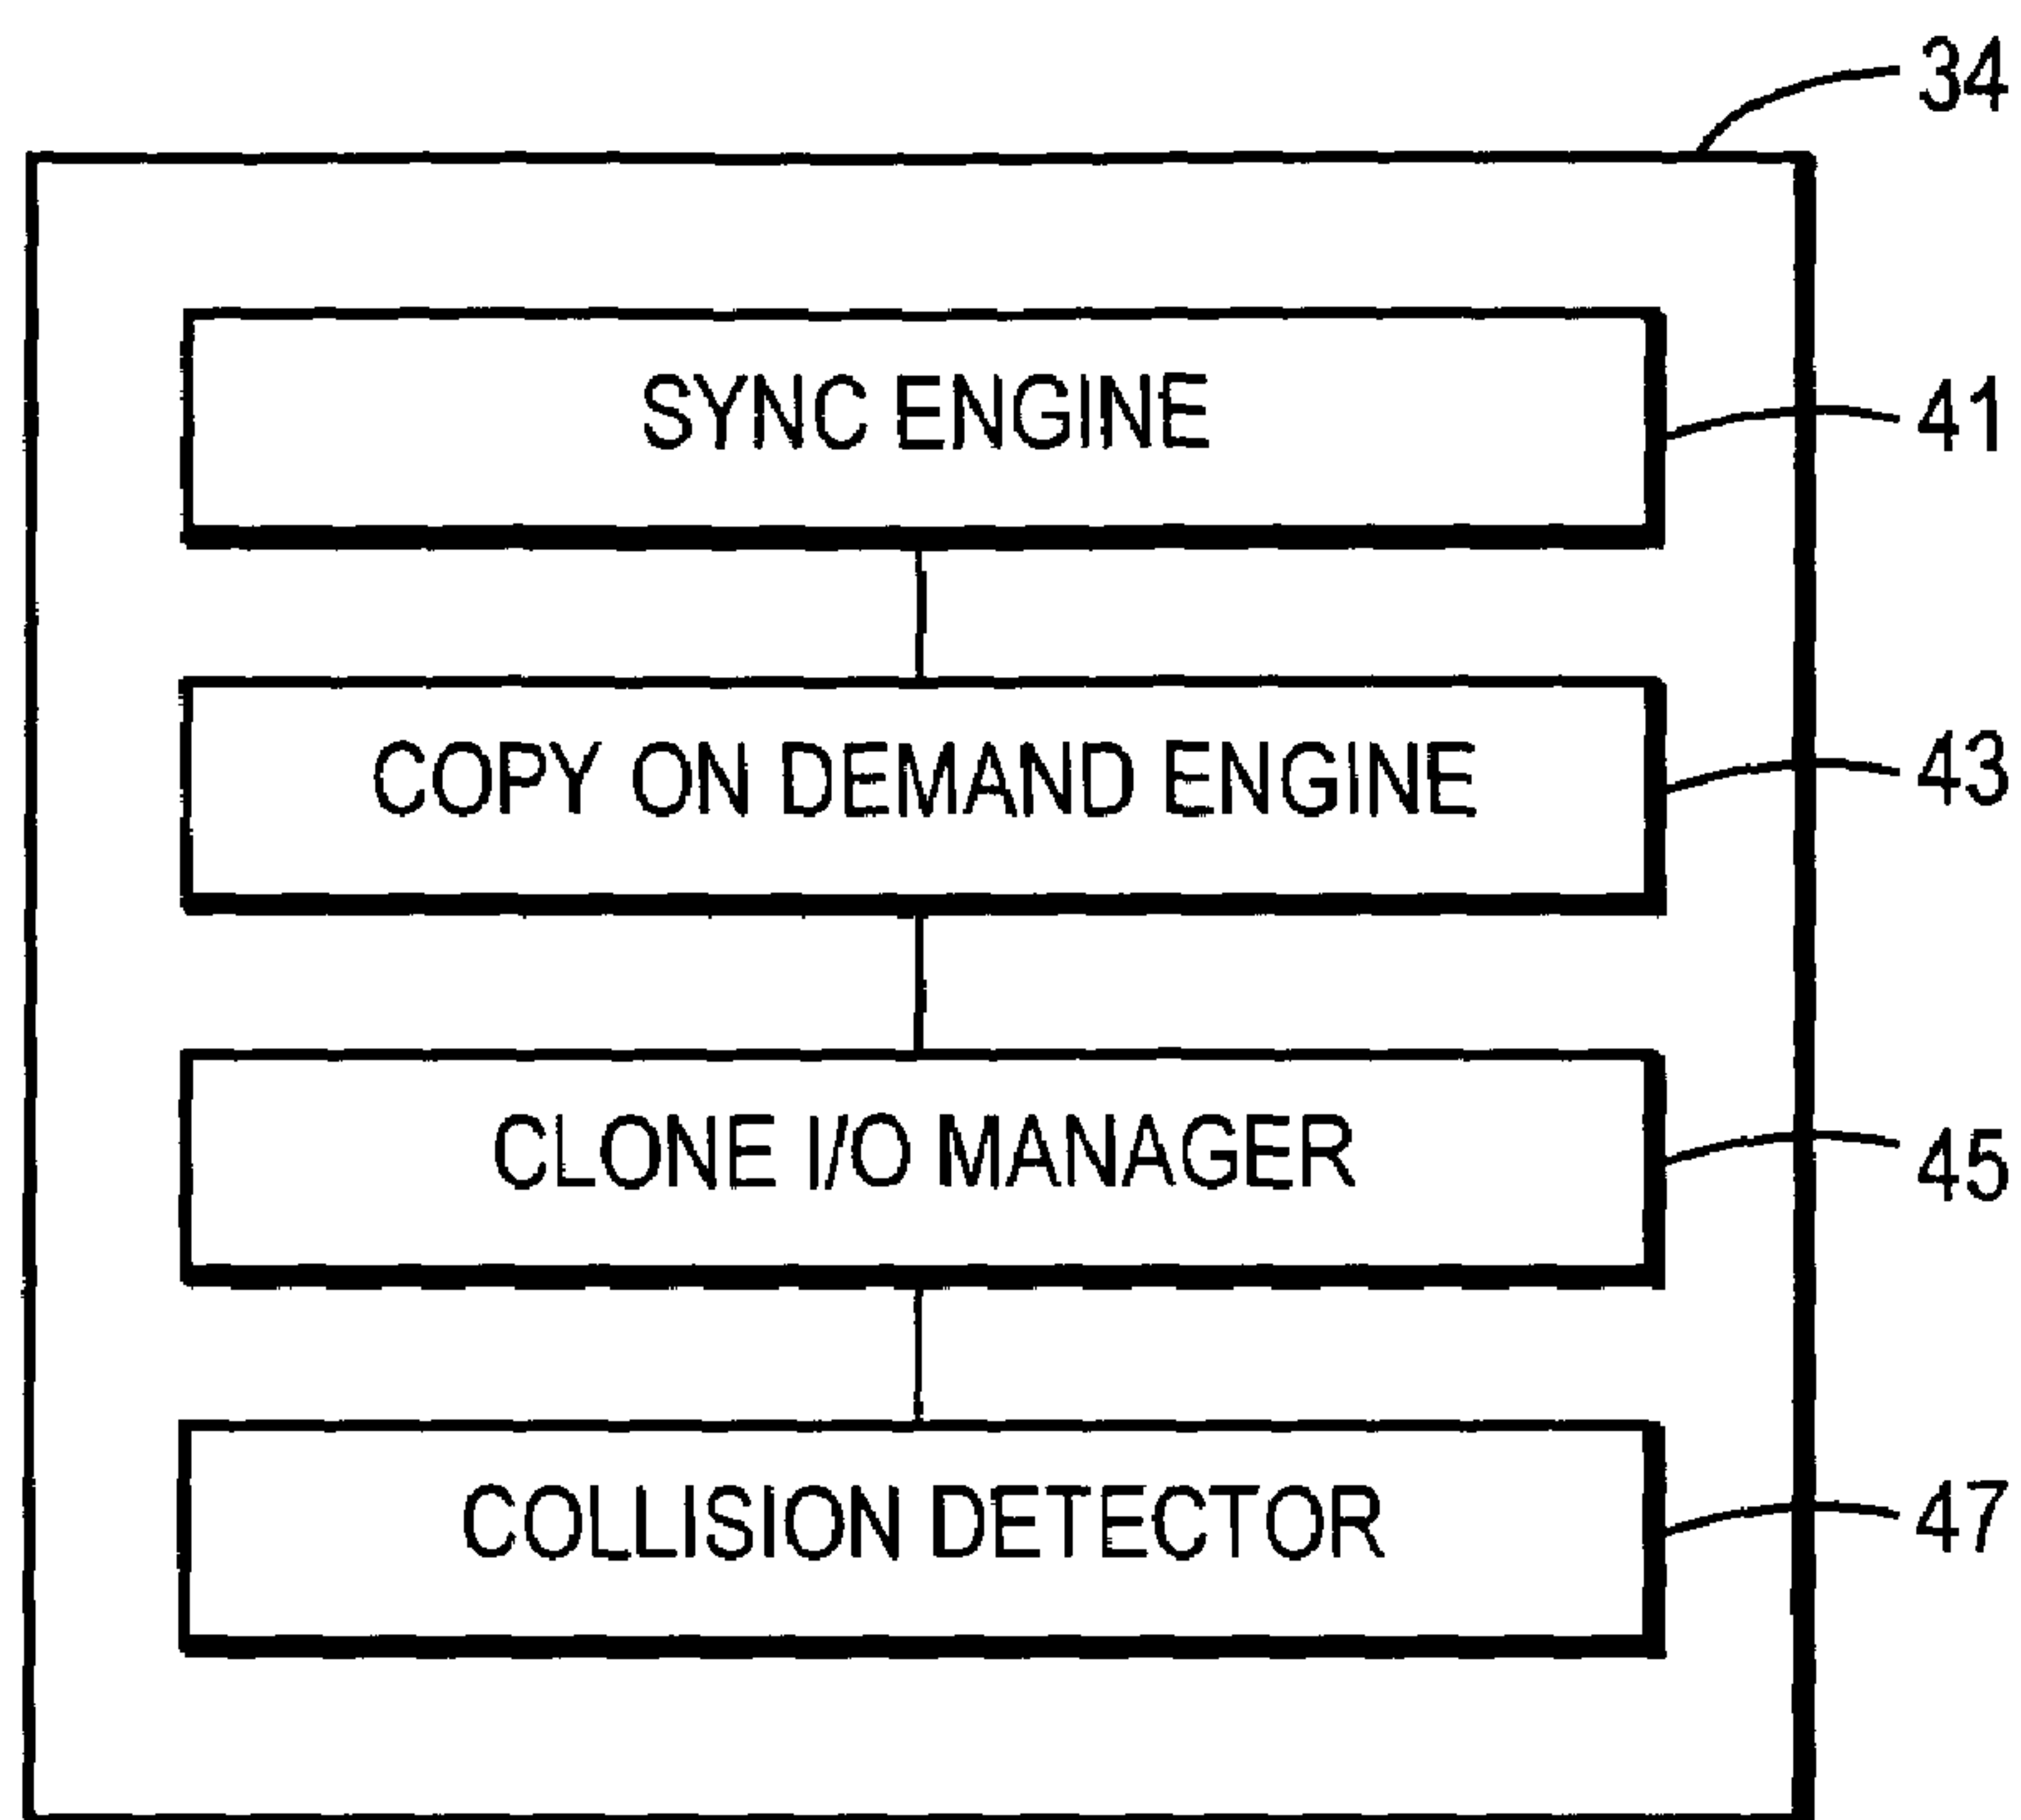 34
SYNC ENGINE
41
COPY ON DEMAND ENGINE
43
CLONE I/O MANAGER
45
COLLISION DETECTOR
47